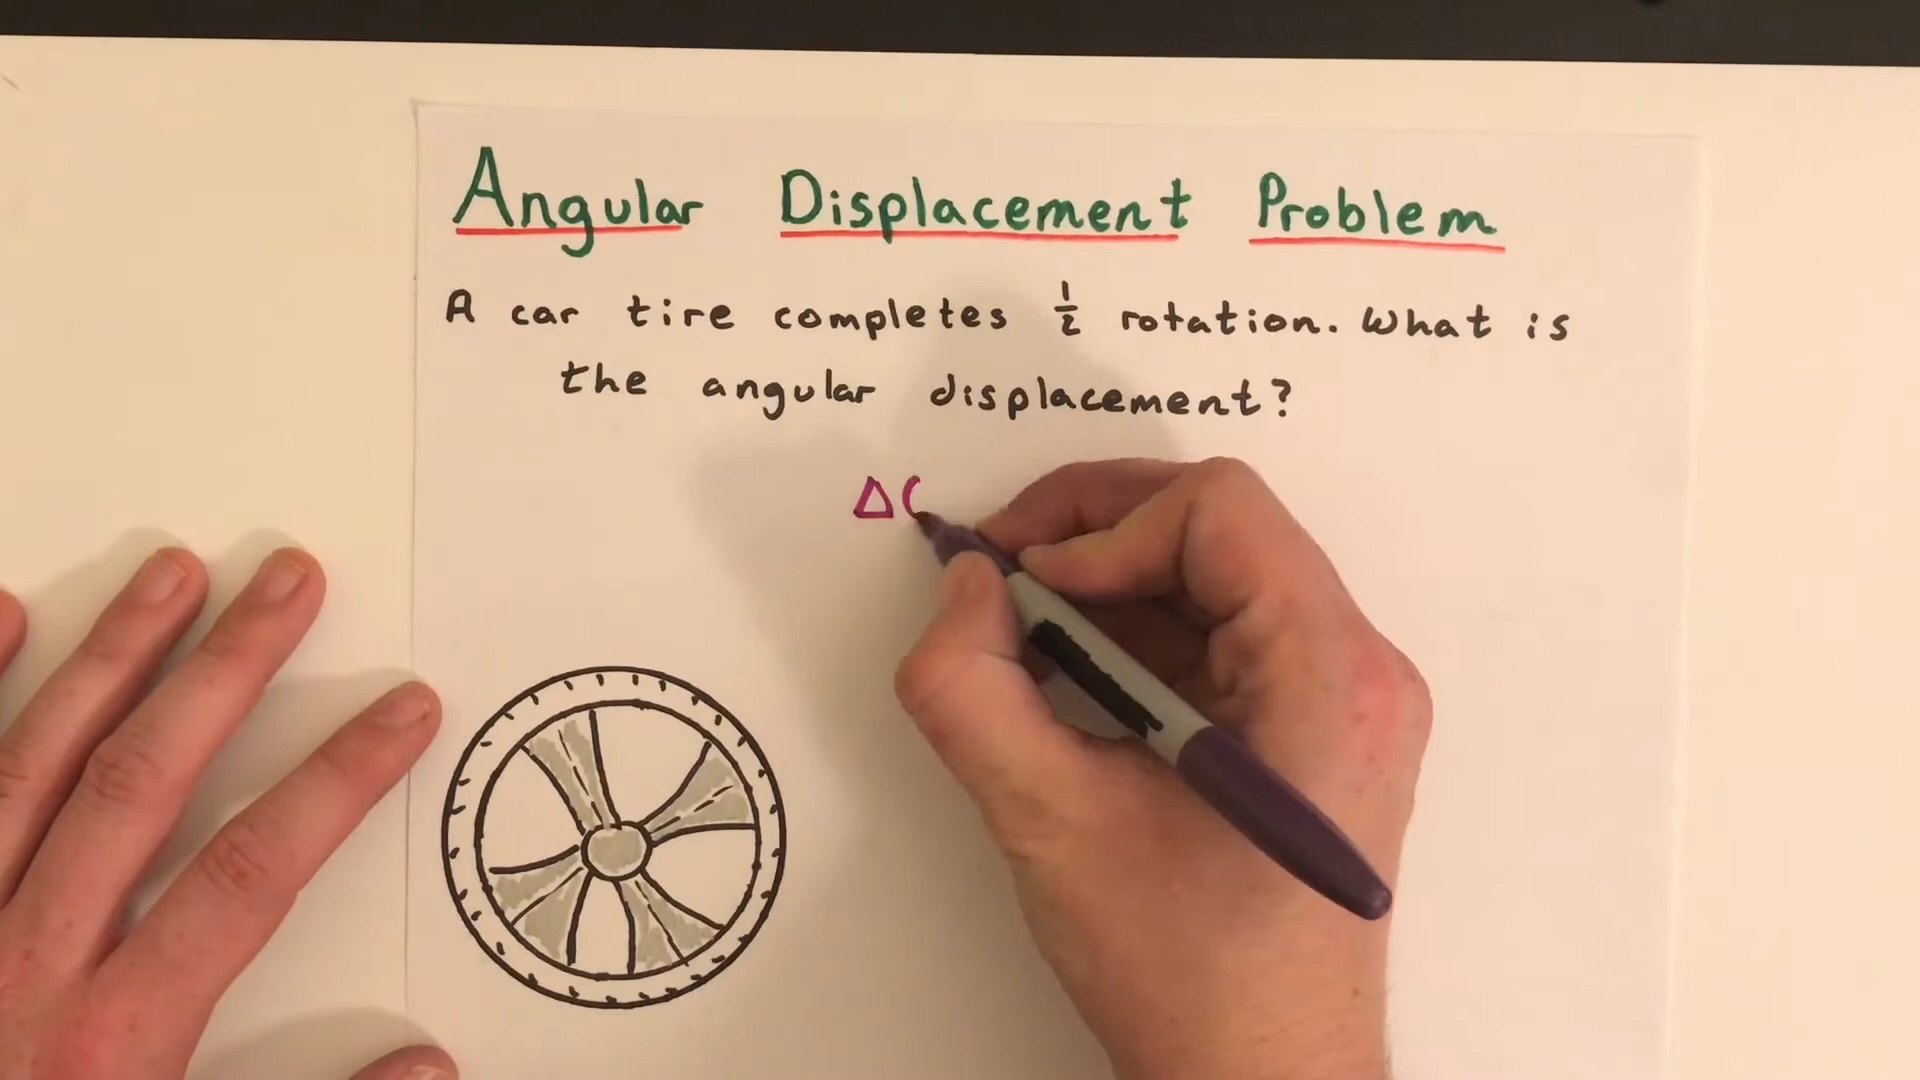 Angular Displacement Problem
A car tire completes 1/2 rotation. What is
the angular displacement?
Δ